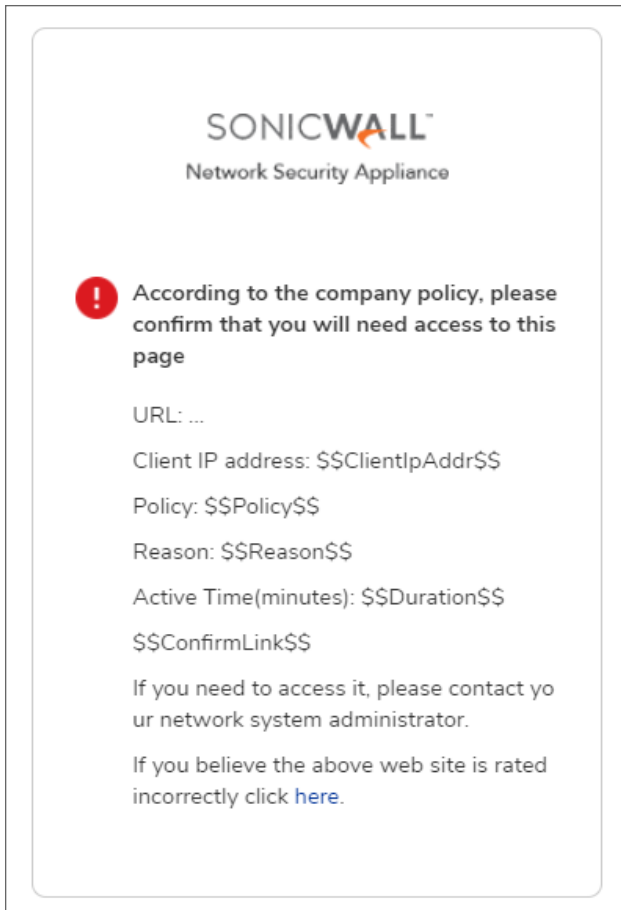 SONICWALL™
Network Security Appliance
! According to the company policy, please
confirm that you will need access to this
page
URL: ...
Client IP address: $$ClientIpAddr$$
Policy: $$Policy$$
Reason: $$Reason$$
Active Time(minutes): $$Duration$$
$$ConfirmLink$$
If you need to access it, please contact yo
ur network system administrator.
If you believe the above web site is rated
incorrectly click here.